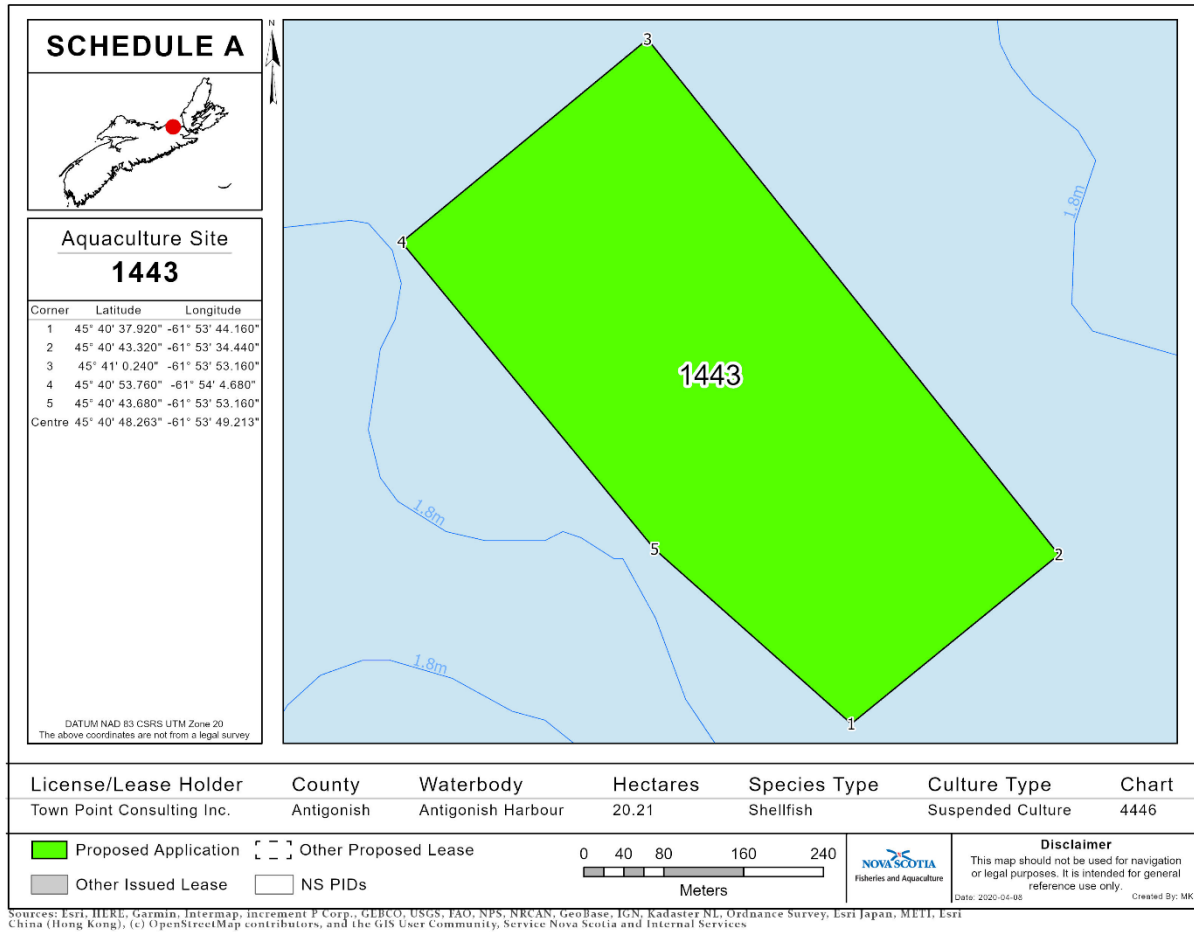 SCHEDULE A
N
Aquaculture Site
1443
Corner Latitude Longitude
1 45° 40' 37.920" -61° 53' 44.160"
2 45° 40' 43.320" -61° 53' 34.440"
3 45° 41' 0.240" -61° 53' 53.160"
4 45° 40' 53.760" -61° 54' 4.680"
5 45° 40' 43.680" -61° 53' 53.160"
Centre 45° 40' 48.263" -61° 53' 49.213"
DATUM NAD 83 CSRS UTM Zone 20
The above coordinates are not from a legal survey
3
4
1.8m
1443
1.8m
5
2
1.8m
1
License/Lease Holder County Waterbody Hectares Species Type Culture Type Chart
Town Point Consulting Inc. Antigonish Antigonish Harbour 20.21 Shellfish Suspended Culture 4446
Proposed Application Other Proposed Lease
Other Issued Lease NS PIDs
0 40 80 160 240
Meters
NOVA SCOTIA
Fisheries and Aquaculture
Disclaimer
This map should not be used for navigation
or legal purposes. It is intended for general
reference use only.
Date: 2020-04-08 Created By: MK
Sources: Esri, HERE, Garmin, Intermap, increment P Corp., GEBCO, USGS, FAO, NPS, NRCAN, GeoBase, IGN, Kadaster NL, Ordnance Survey, Esri Japan, METI, Esri
China (Hong Kong), (c) OpenStreetMap contributors, and the GIS User Community, Service Nova Scotia and Internal Services